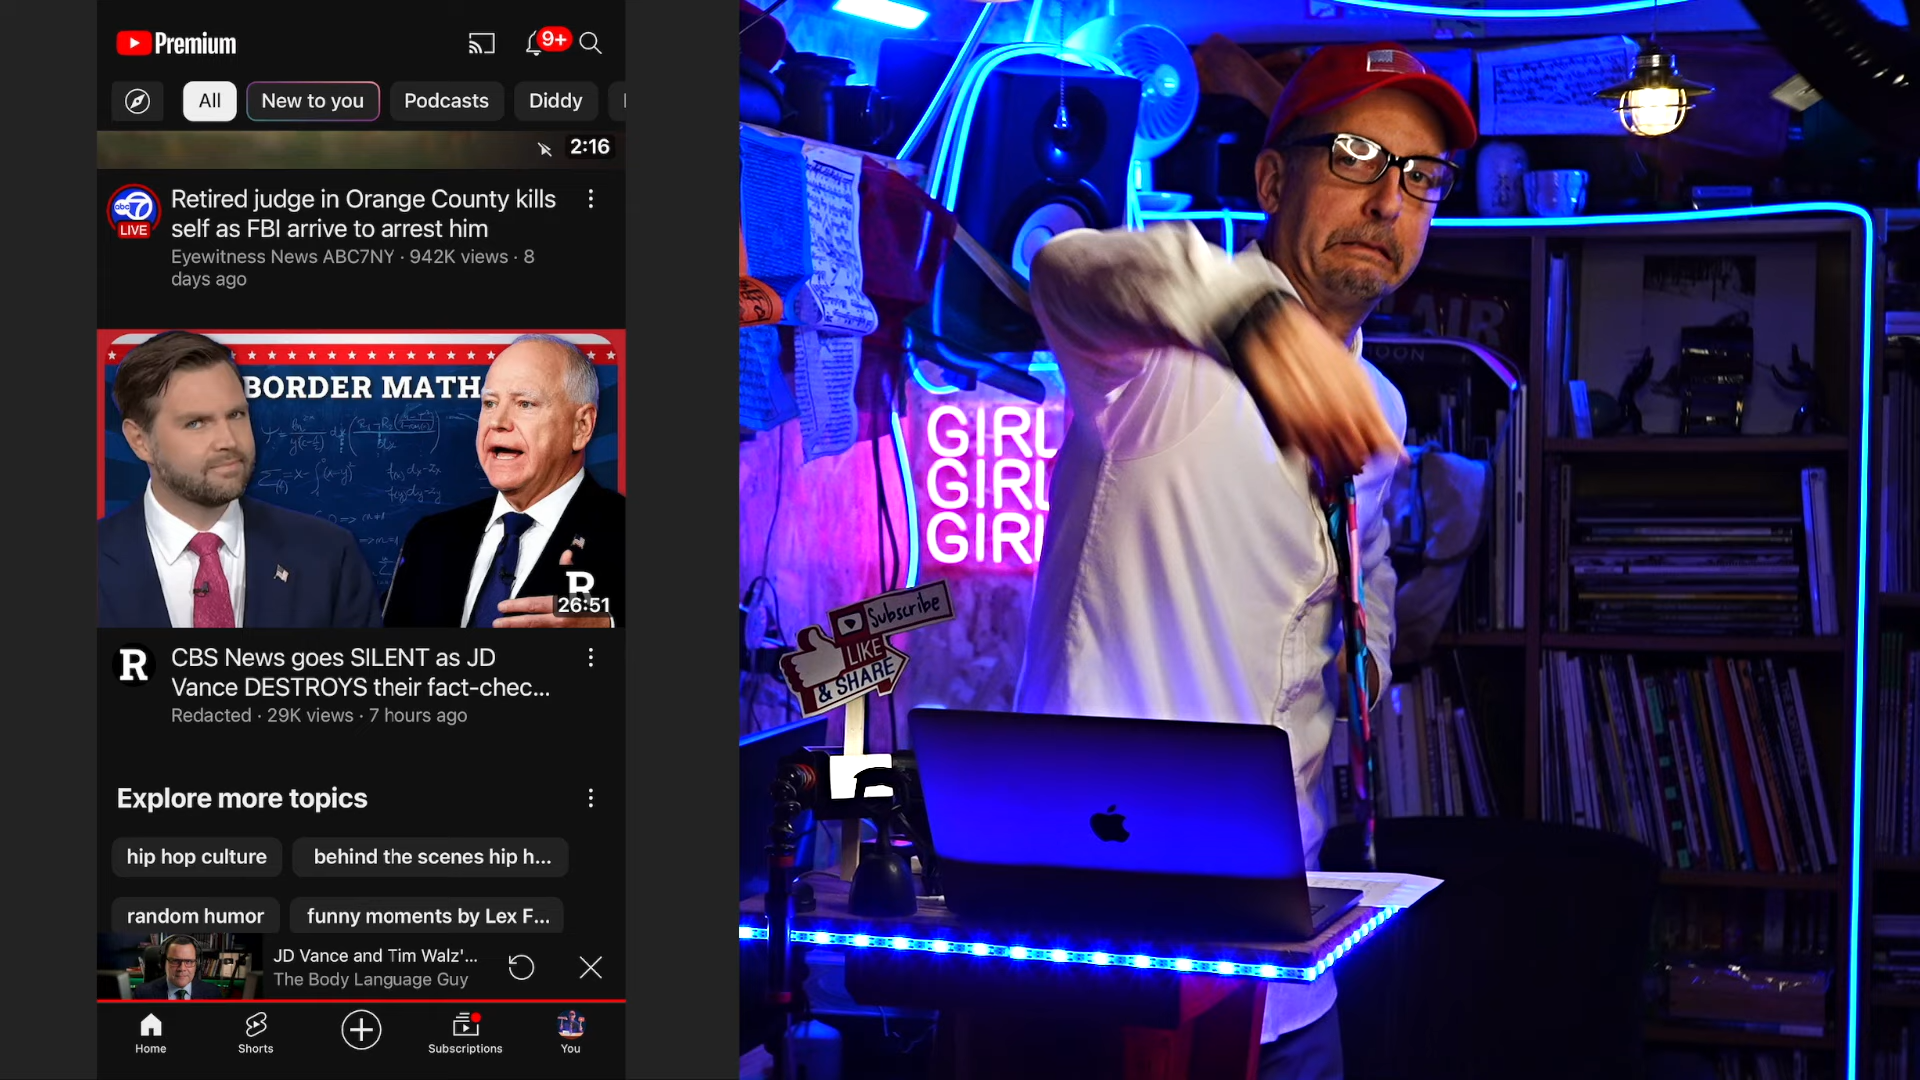 Premium
9+
All
New to you
Podcasts
Diddy
2:16
abc 7
LIVE
Retired judge in Orange County kills
self as FBI arrive to arrest him
Eyewitness News ABC7NY · 942K views · 8
days ago
BORDER MATH
R
26:51
R
CBS News goes SILENT as JD
Vance DESTROYS their fact-chec...
Redacted · 29K views · 7 hours ago
Explore more topics
hip hop culture
behind the scenes hip h...
random humor
funny moments by Lex F...
JD Vance and Tim Walz'...
The Body Language Guy
Home
Shorts
Subscriptions
You
GIRL
GIRL
GIRL
Subscribe
LIKE
& SHARE